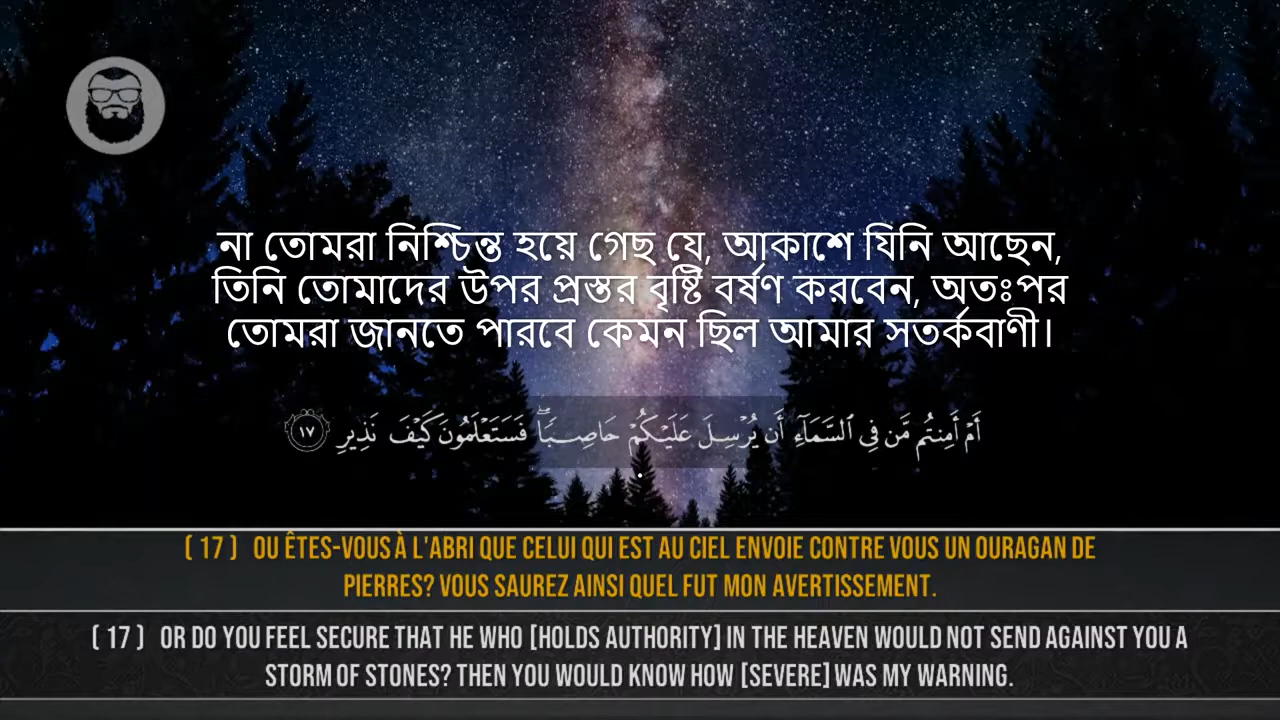 না তোমরা নিশ্চিন্ত হয়ে গেছ যে, আকাশে যিনি আছেন,
তিনি তোমাদের উপর প্রস্তর বৃষ্টি বর্ষণ করবেন, অতঃপর
তোমরা জানতে পারবে কেমন ছিল আমার সতর্কবাণী।
أَمْ أَمِنتُم مَّن فِي ٱلسَّمَآءِ أَن يُرْسِلَ عَلَيْكُمْ حَاصِبًاۖ فَسَتَعْلَمُونَ كَيْفَ نَذِيرِ ١٧
.
( 17 ) OU ÊTES-VOUS À L'ABRI QUE CELUI QUI EST AU CIEL ENVOIE CONTRE VOUS UN OURAGAN DE
PIERRES? VOUS SAUREZ AINSI QUEL FUT MON AVERTISSEMENT.
( 17 ) OR DO YOU FEEL SECURE THAT HE WHO [HOLDS AUTHORITY] IN THE HEAVEN WOULD NOT SEND AGAINST YOU A
STORM OF STONES? THEN YOU WOULD KNOW HOW [SEVERE] WAS MY WARNING.